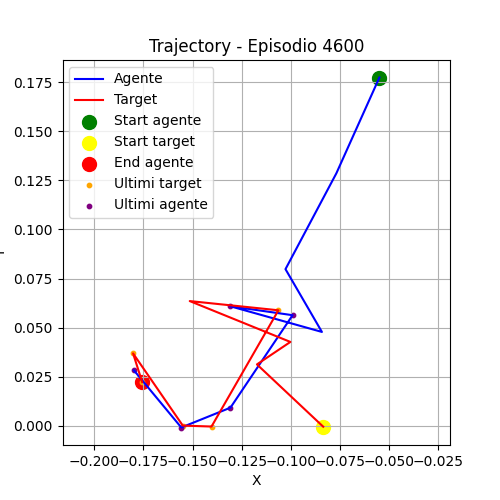 Trajectory - Episodio 4600
Agente
Target
Start agente
Start target
End agente
Ultimi target
Ultimi agente
0.175
0.150
0.125
0.100
0.075
0.050
0.025
0.000
−0.200 −0.175 −0.150 −0.125 −0.100 −0.075 −0.050 −0.025
X